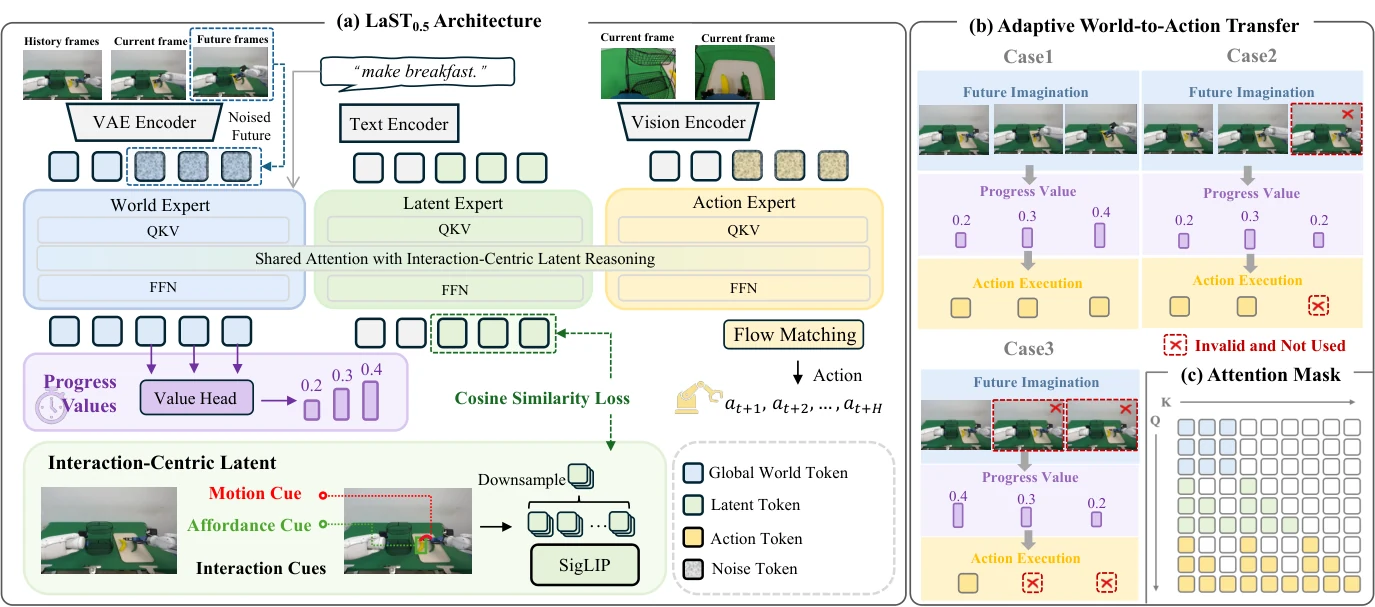 (a) LaST0.5 Architecture
History frames
Current frame
Future frames
"make breakfast."
Current frame
Current frame
VAE Encoder
Noised
Future
Text Encoder
Vision Encoder
World Expert
QKV
FFN
Latent Expert
QKV
FFN
Action Expert
QKV
FFN
Shared Attention with Interaction-Centric Latent Reasoning
Progress
Values
Value Head
0.2
0.3
0.4
Cosine Similarity Loss
Flow Matching
Action
a_{t+1}, a_{t+2}, ..., a_{t+H}
Interaction-Centric Latent
Motion Cue
Affordance Cue
Interaction Cues
Downsample
...
SigLIP
Global World Token
Latent Token
Action Token
Noise Token
(b) Adaptive World-to-Action Transfer
Case1
Future Imagination
Progress Value
0.2
0.3
0.4
Action Execution
Case2
Future Imagination
Progress Value
0.2
0.3
0.2
Action Execution
Case3
Future Imagination
Progress Value
0.4
0.3
0.2
Action Execution
Invalid and Not Used
(c) Attention Mask
K
Q